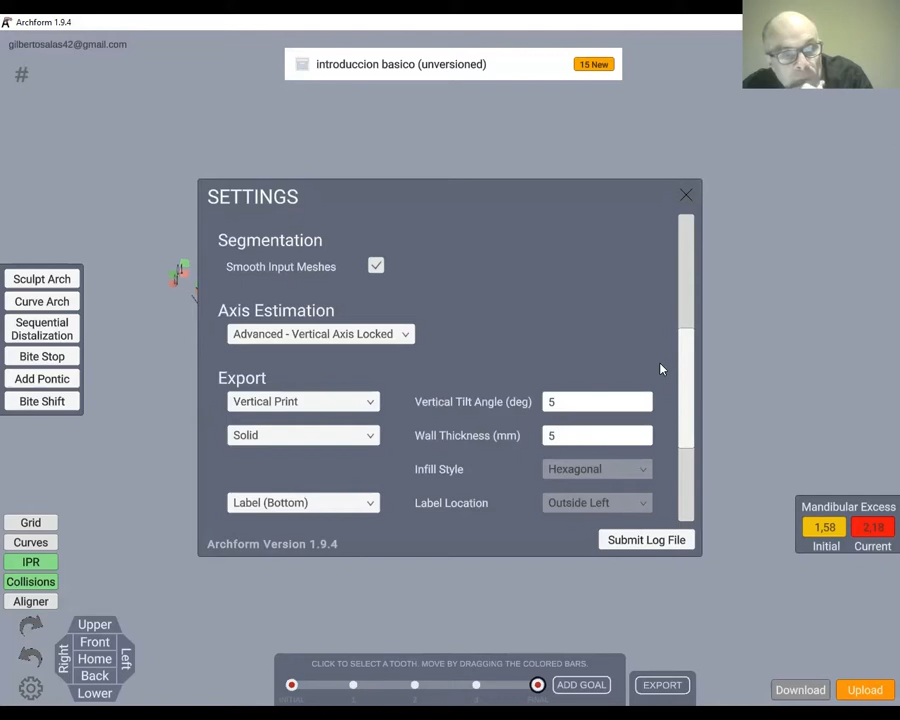 Archform 1.9.4
gilbertosalas42@gmail.com
#
introduccion basico (unversioned)
15 New
SETTINGS
Segmentation
Smooth Input Meshes
Axis Estimation
Advanced - Vertical Axis Locked
Export
Vertical Print
Vertical Tilt Angle (deg)
5
Solid
Wall Thickness (mm)
5
Infill Style
Hexagonal
Label (Bottom)
Label Location
Outside Left
Archform Version 1.9.4
Submit Log File
Sculpt Arch
Curve Arch
Sequential
Distalization
Bite Stop
Add Pontic
Bite Shift
Mandibular Excess
1,58
2,18
Initial
Current
Grid
Curves
IPR
Collisions
Aligner
Upper
Front
Right
Home
Left
Back
Lower
CLICK TO SELECT A TOOTH. MOVE BY DRAGGING THE COLORED BARS.
INITIAL
1
2
3
FINAL
ADD GOAL
EXPORT
Download
Upload